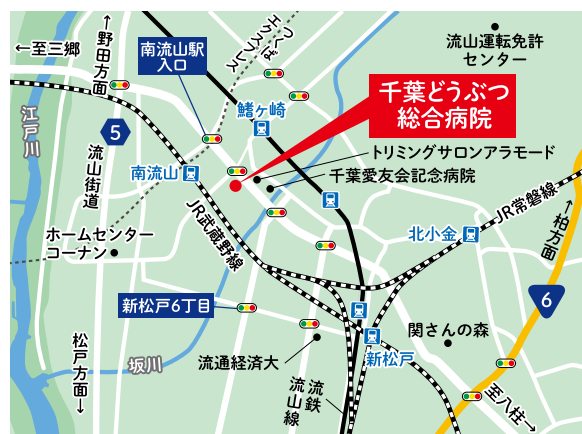 ←至三郷
←野田方面
南流山駅
入口
つくば
エクスプレス
流山運転免許
センター
千葉どうぶつ
総合病院
鰭ヶ崎
江戸川
5
流山街道
南流山
トリミングサロンアラモード
千葉愛友会記念病院
JR武蔵野線
JR常磐線
←柏方面
ホームセンター
コーナン
北小金
新松戸6丁目
6
関さんの森
新松戸
流通経済大
坂川
松戸方面→
流鉄
流山線
至八柱→